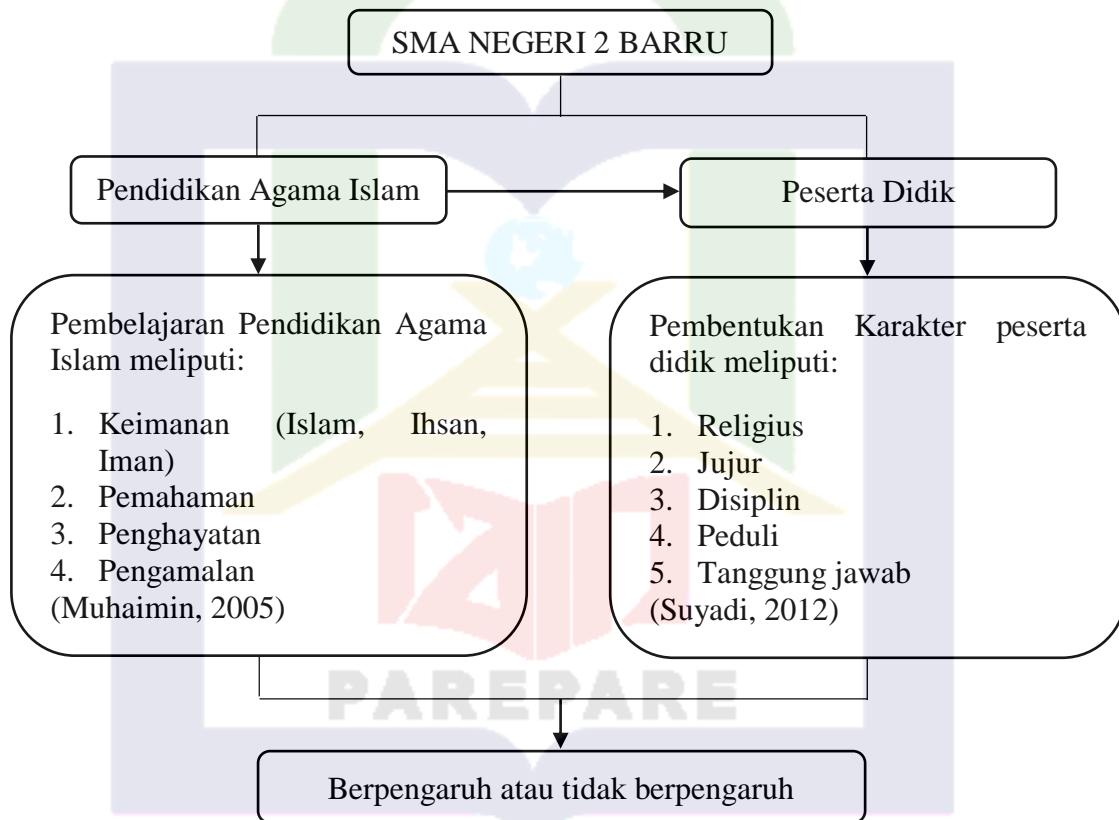 SMA NEGERI 2 BARRU
Pendidikan Agama Islam
Peserta Didik
Pembelajaran Pendidikan Agama
Islam meliputi:
1. Keimanan (Islam, Ihsan,
Iman)
2. Pemahaman
3. Penghayatan
4. Pengamalan
(Muhaimin, 2005)
Pembentukan Karakter peserta
didik meliputi:
1. Religius
2. Jujur
3. Disiplin
4. Peduli
5. Tanggung jawab
(Suyadi, 2012)
PAREPARE
Berpengaruh atau tidak berpengaruh